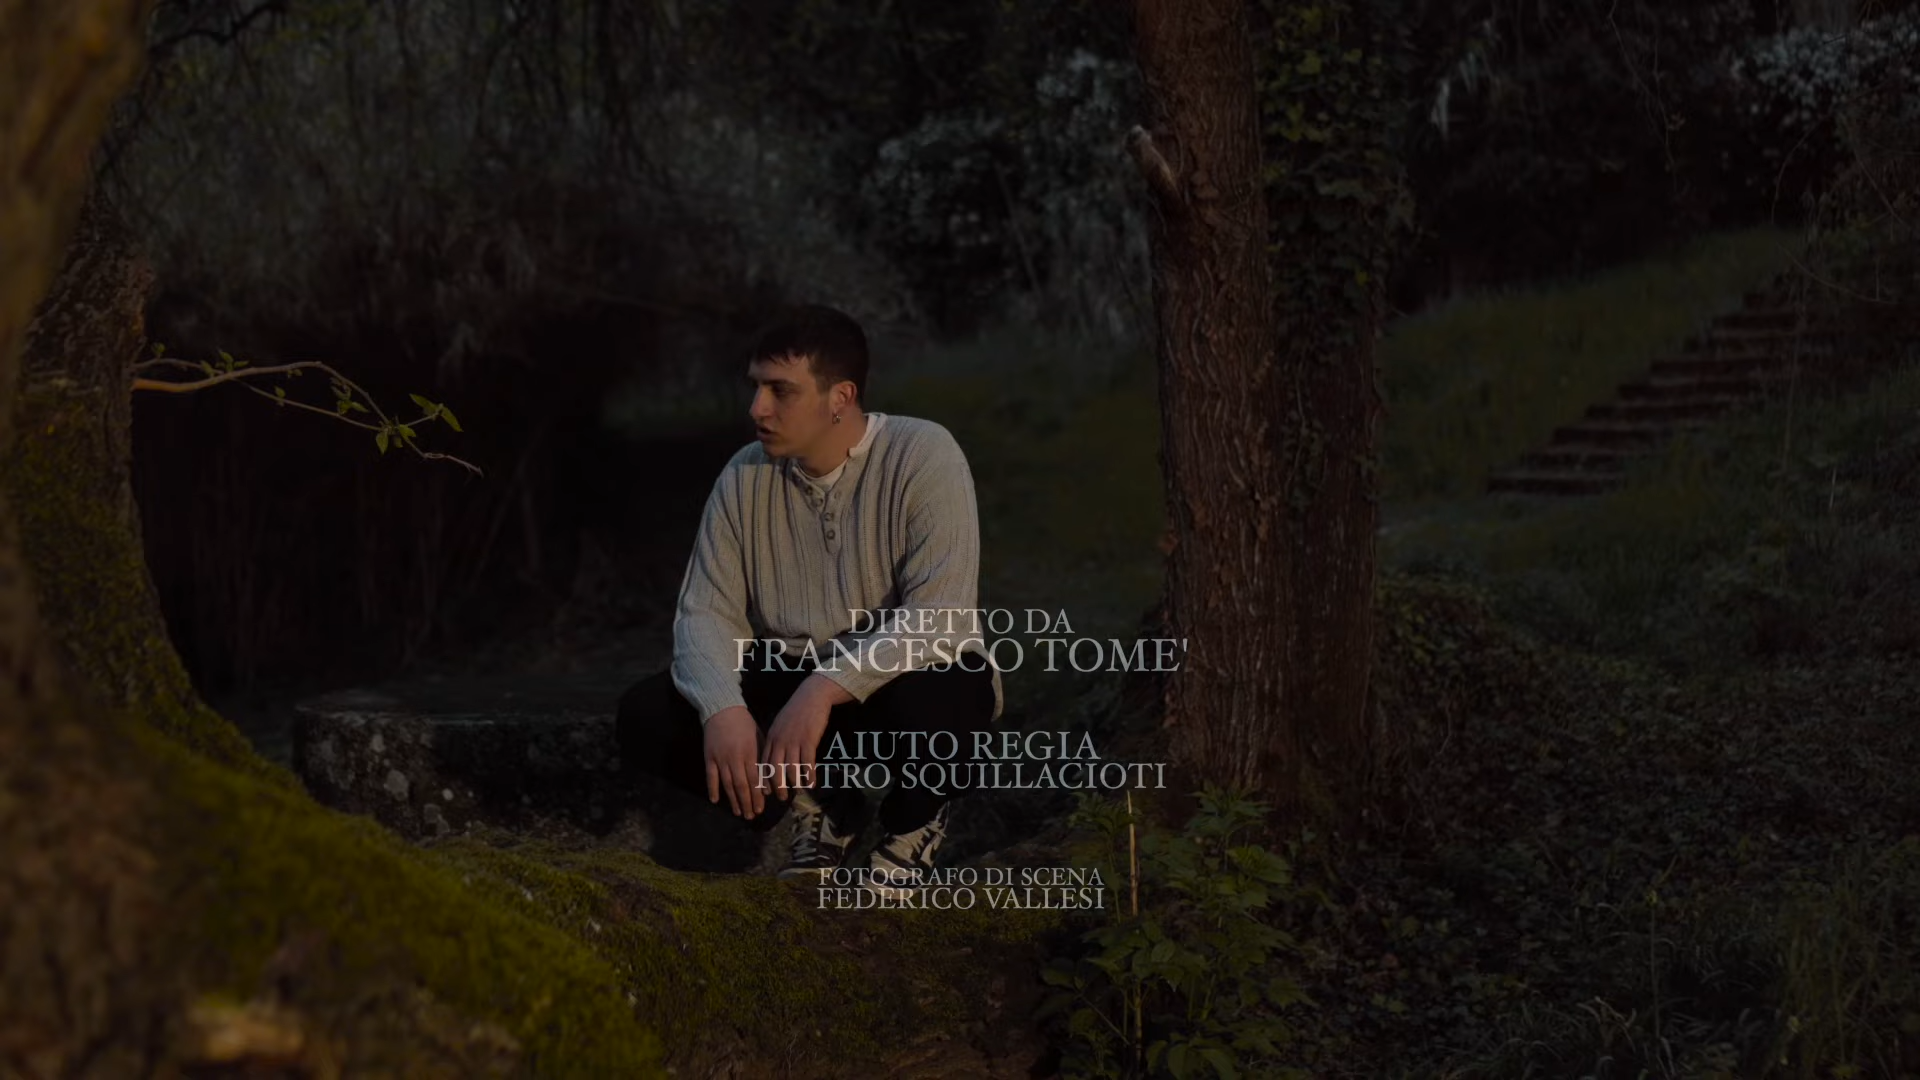 DIRETTO DA
FRANCESCO TOME'
AIUTO REGIA
PIETRO SQUILLACIOTI
FOTOGRAFO DI SCENA
FEDERICO VALLESI